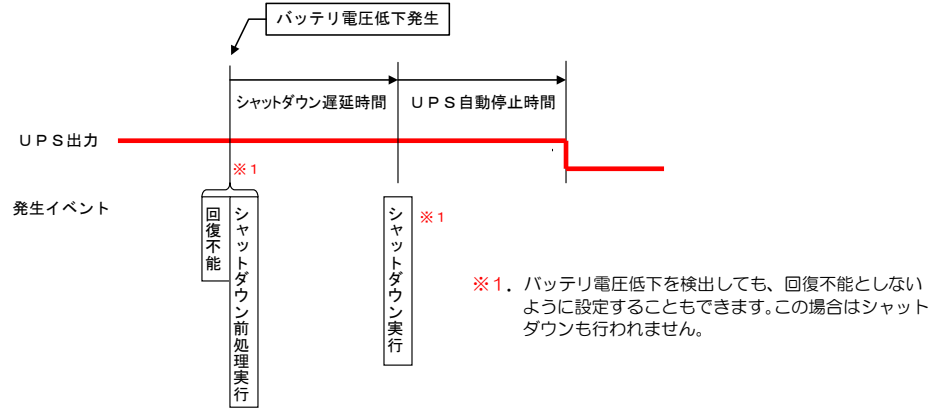 バッテリ電圧低下発生
シャットダウン遅延時間
ＵＰＳ自動停止時間
ＵＰＳ出力
※１
発生イベント
回復不能
シャットダウン前処理実行
シャットダウン実行
※１
※１．バッテリ電圧低下を検出しても、回復不能としない
ように設定することもできます。この場合はシャット
ダウンも行われません。